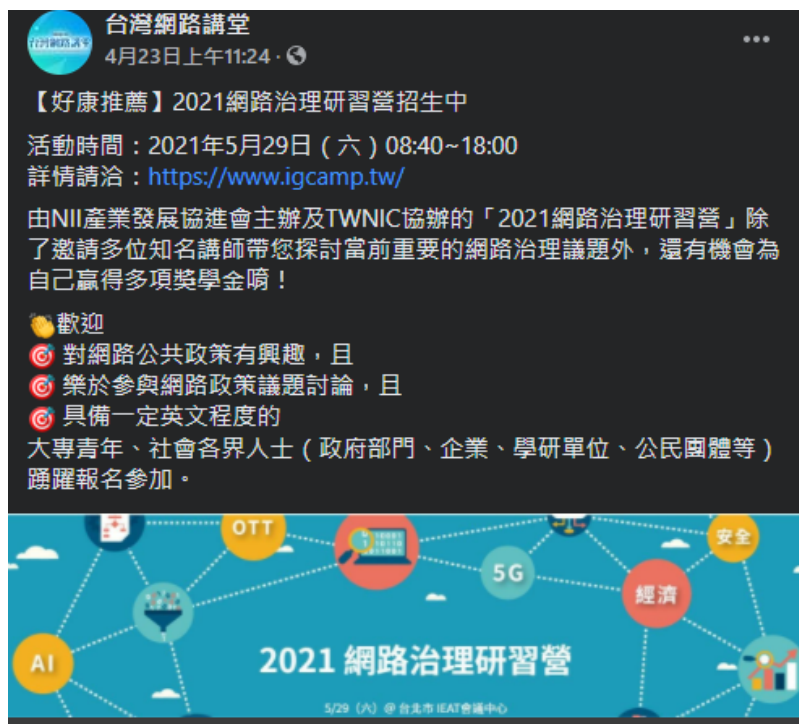 台灣網路講堂
台灣網路講堂
4月23日上午11:24
【好康推薦】2021網路治理研習營招生中
活動時間：2021年5月29日（六）08:40~18:00
詳情請洽：https://www.igcamp.tw/
由NII產業發展協進會主辦及TWNIC協辦的「2021網路治理研習營」除
了邀請多位知名講師帶您探討當前重要的網路治理議題外，還有機會為
自己贏得多項獎學金唷！
👏歡迎
🎯 對網路公共政策有興趣，且
🎯 樂於參與網路政策議題討論，且
🎯 具備一定英文程度的
大專青年、社會各界人士（政府部門、企業、學研單位、公民團體等）
踴躍報名參加。
OTT
安全
5G
經濟
AI
2021 網路治理研習營
5/29（六）@ 台北市 IEAT會議中心